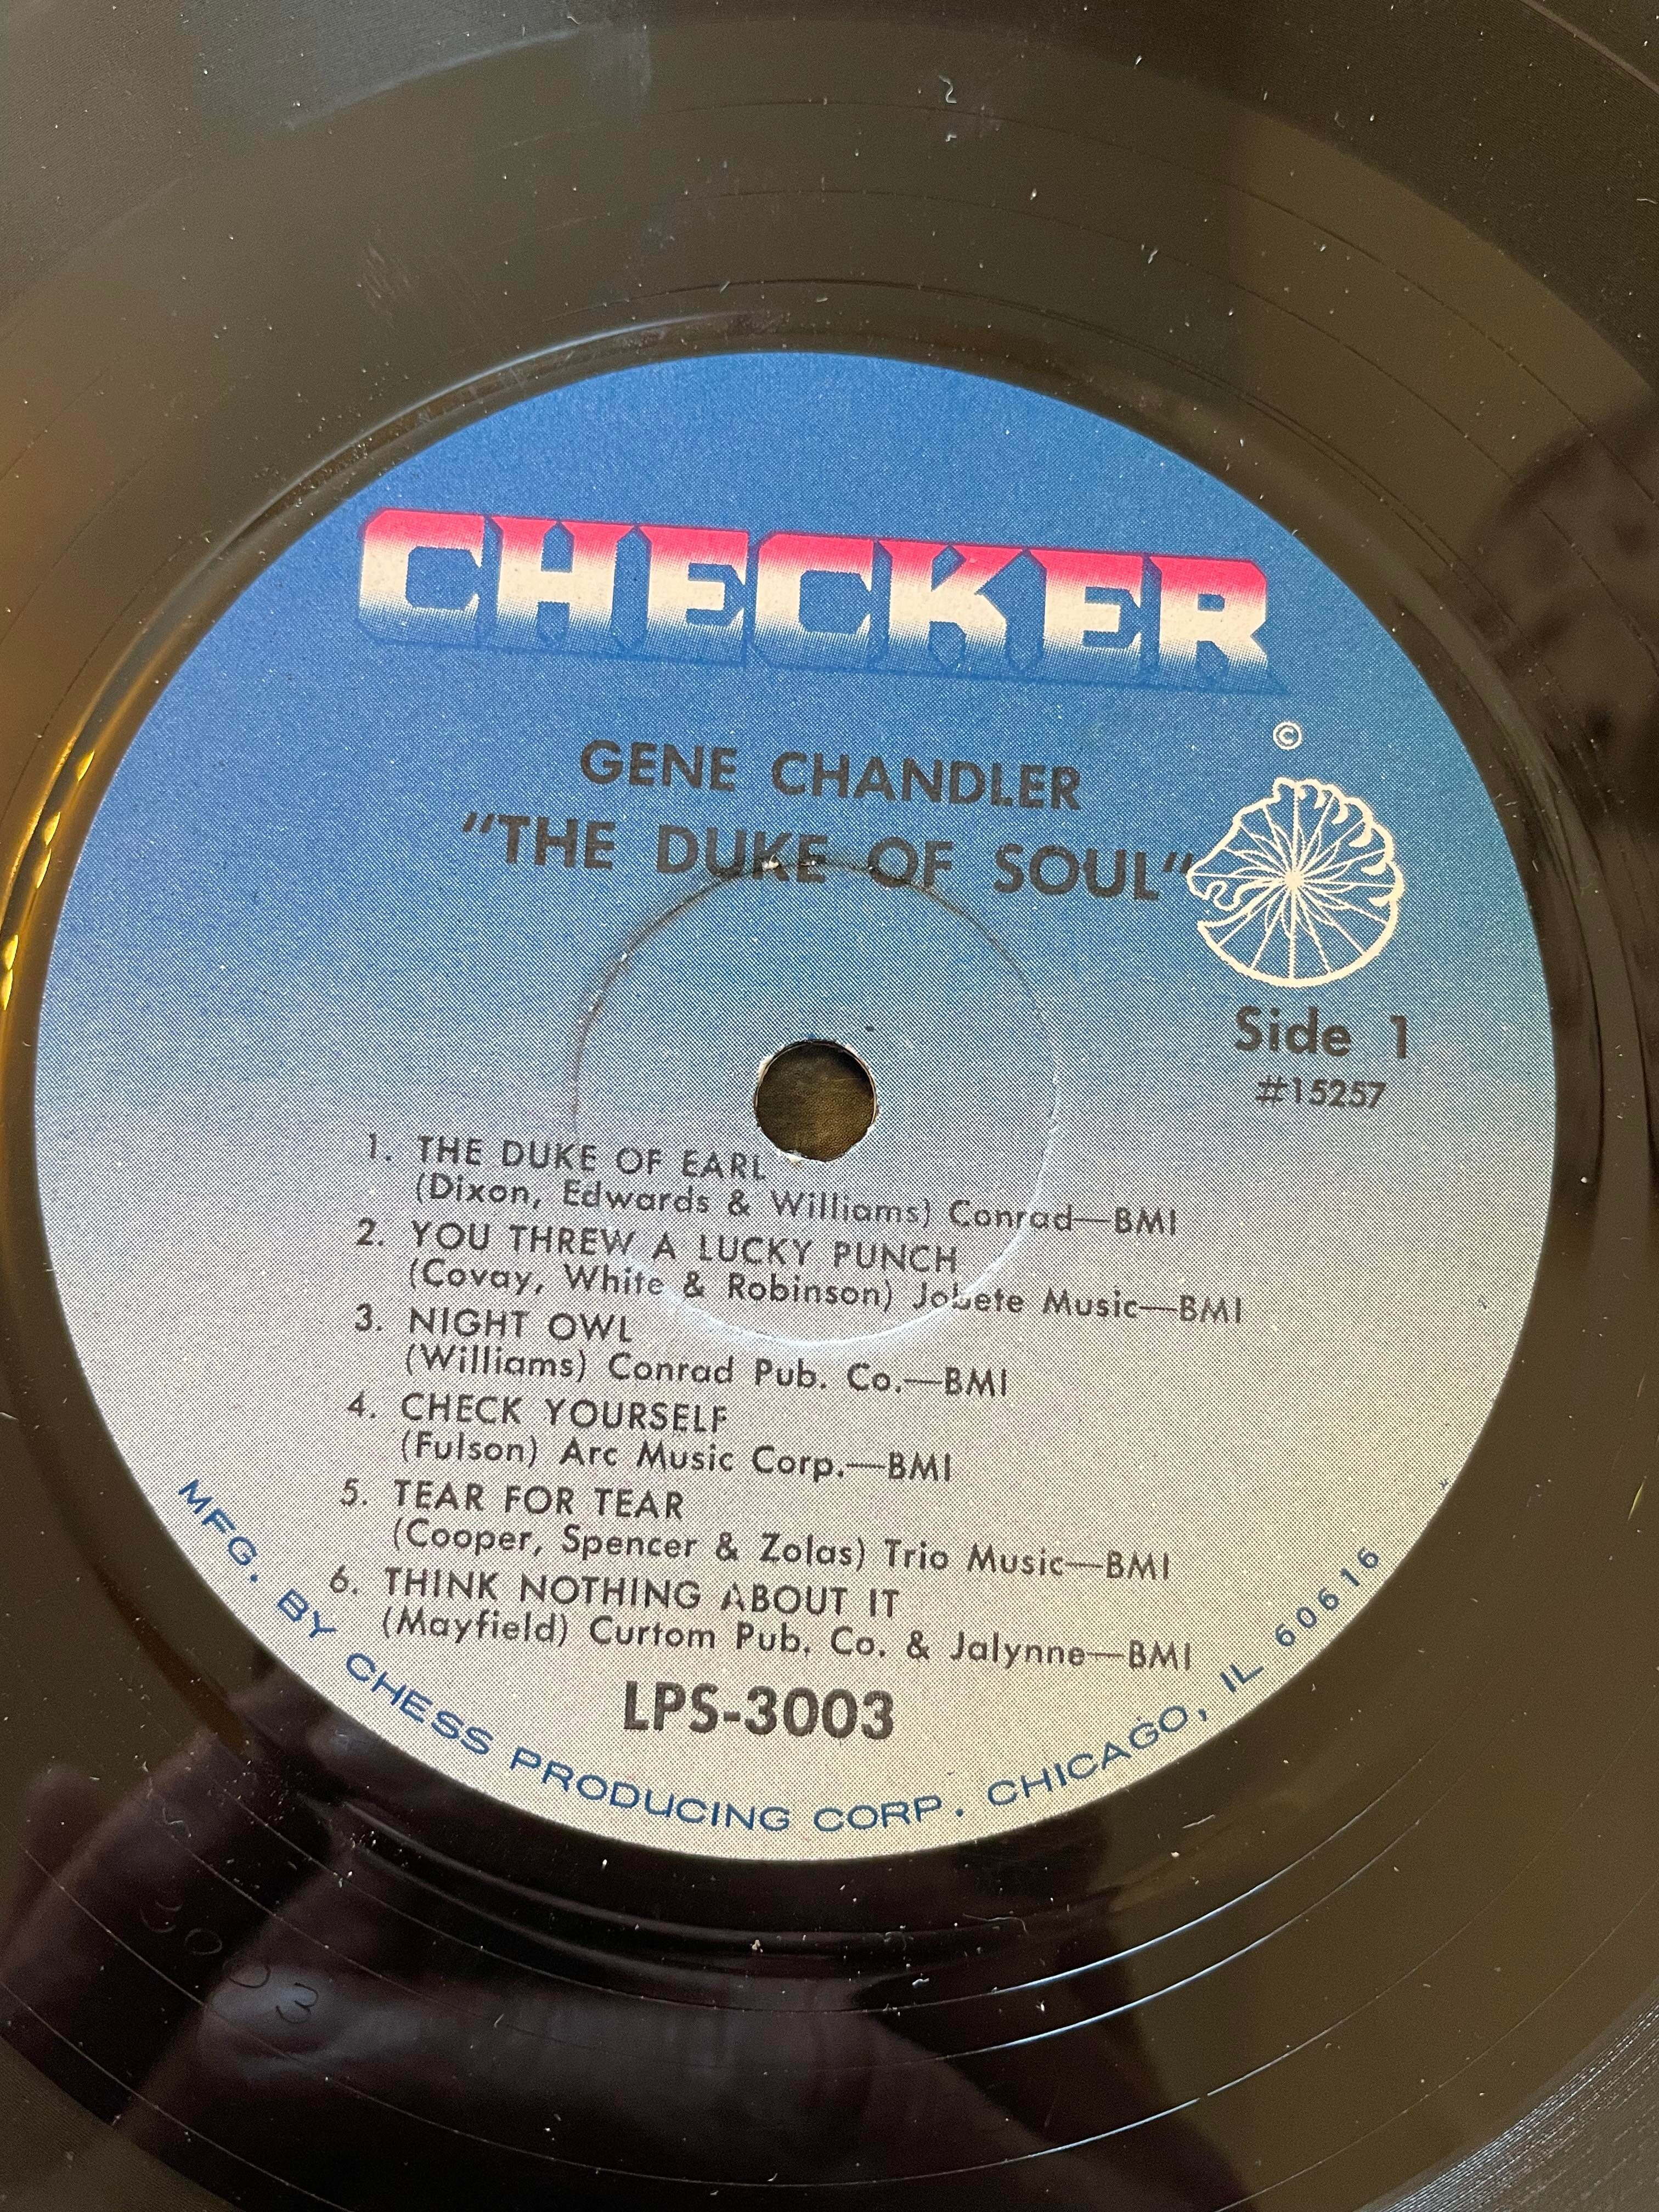 CHECKER
©
GENE CHANDLER
"THE DUKE OF SOUL"
Side 1
#15257
1. THE DUKE OF EARL
(Dixon, Edwards & Williams) Conrad—BMI
2. YOU THREW A LUCKY PUNCH
(Covay, White & Robinson) Jobete Music—BMI
3. NIGHT OWL
(Williams) Conrad Pub. Co.—BMI
4. CHECK YOURSELF
(Fulson) Arc Music Corp.—BMI
5. TEAR FOR TEAR
(Cooper, Spencer & Zolas) Trio Music—BMI
6. THINK NOTHING ABOUT IT
(Mayfield) Curtom Pub. Co. & Jalynne—BMI
LPS-3003
MFG. BY CHESS PRODUCING CORP. CHICAGO, IL 60616
3003